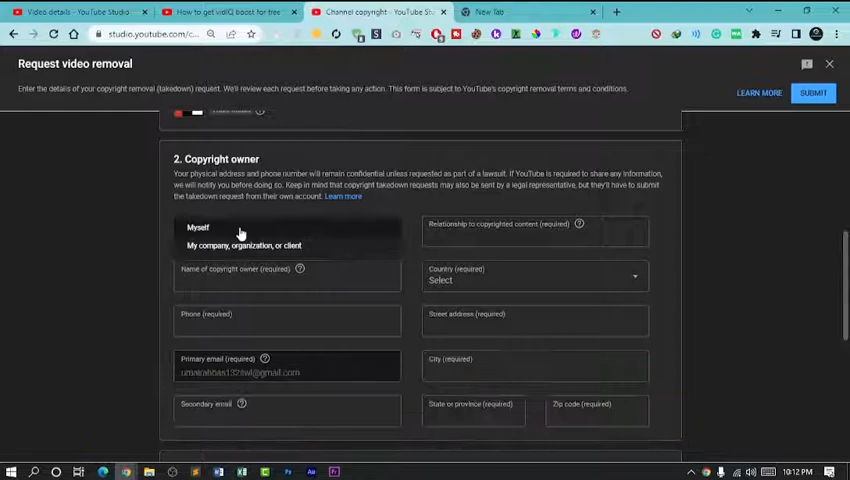 Video details - YouTube Studio
How to get vidIQ boost for free
Channel copyright - YouTube Stu
New Tab
studio.youtube.com/c...
Request video removal
Enter the details of your copyright removal (takedown) request. We'll review each request before taking any action. This form is subject to YouTube's copyright removal terms and conditions.
LEARN MORE
SUBMIT
2. Copyright owner
Your physical address and phone number will remain confidential unless requested as part of a lawsuit. If YouTube is required to share any information,
we will notify you before doing so. Keep in mind that copyright takedown requests may also be sent by a legal representative, but they'll have to submit
the takedown request from their own account. Learn more
Myself
My company, organization, or client
Relationship to copyrighted content (required)
Name of copyright owner (required)
Country (required)
Select
Phone (required)
Street address (required)
Primary email (required)
City (required)
Secondary email
State or province (required)
Zip code (required)
10:12 PM